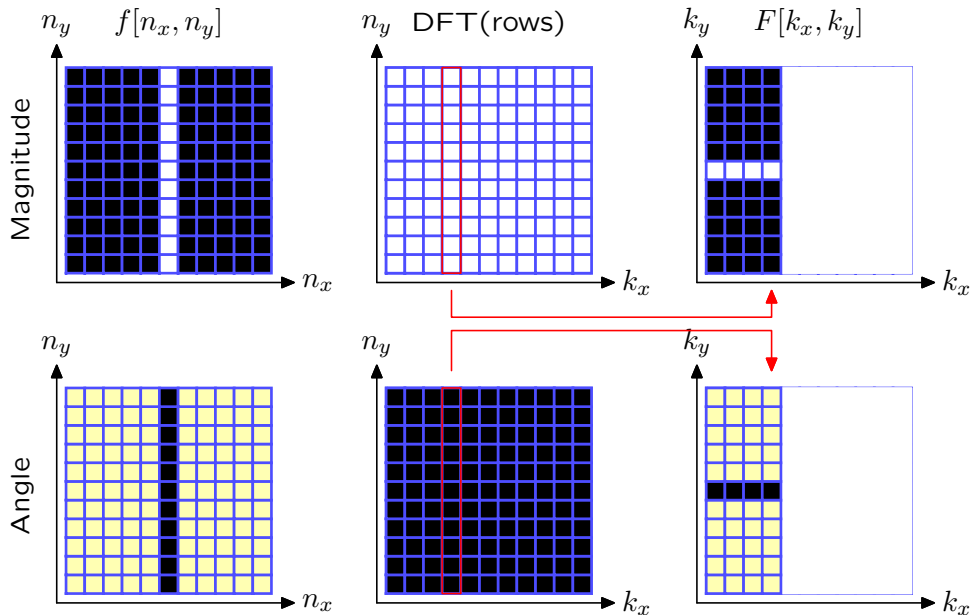 n_y f[n_x, n_y] n_y DFT(rows) k_y F[k_x, k_y]
Magnitude
n_x k_x k_x
n_y n_y k_y
Angle
n_x k_x k_x